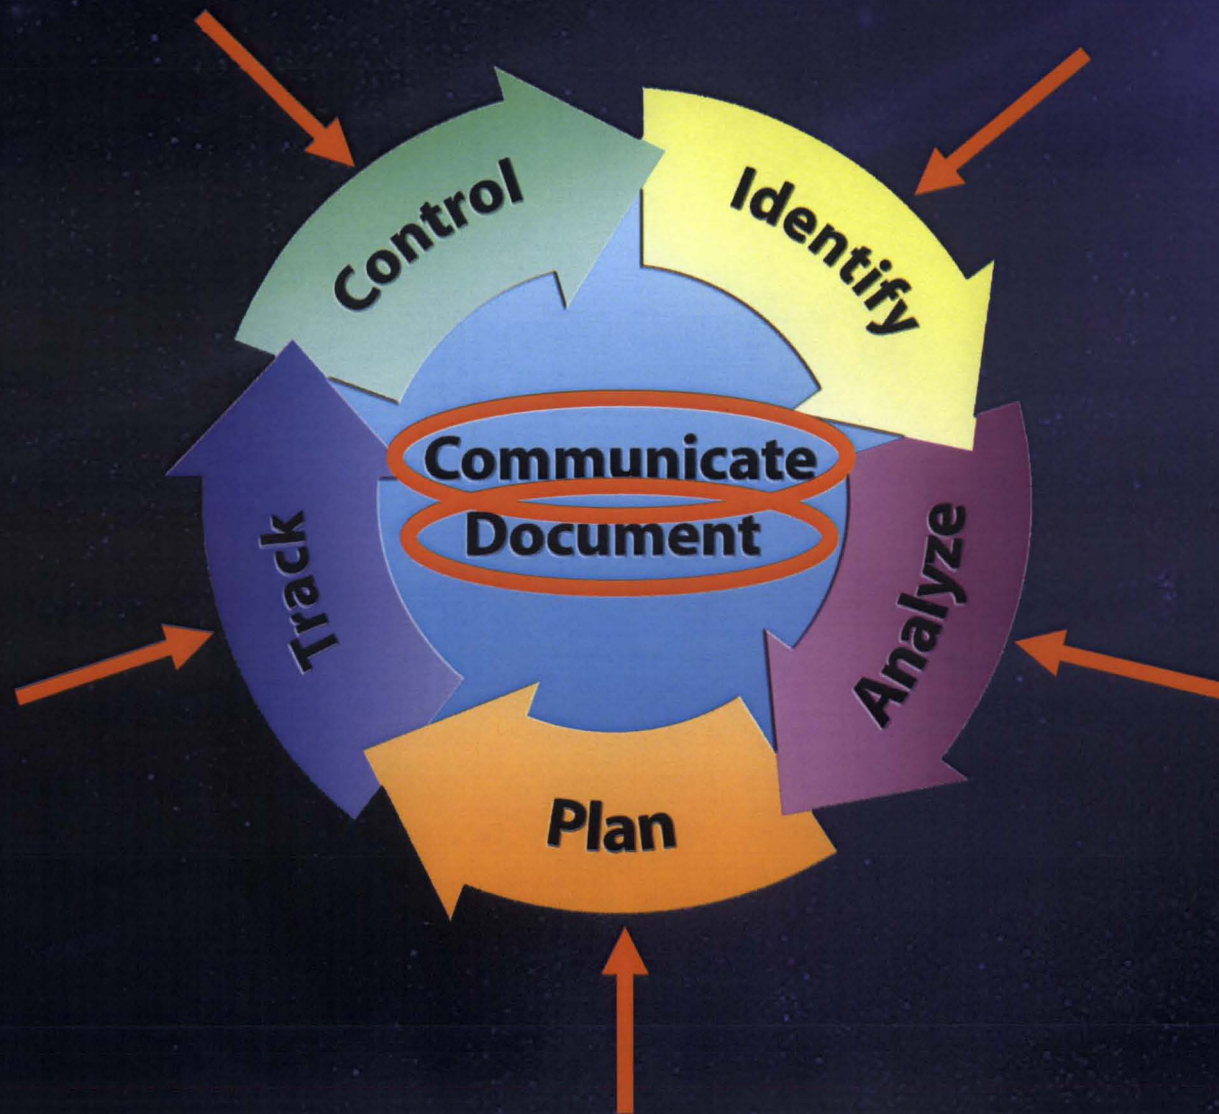 Control
Identify
Communicate
Document
Track
Analyze
Plan